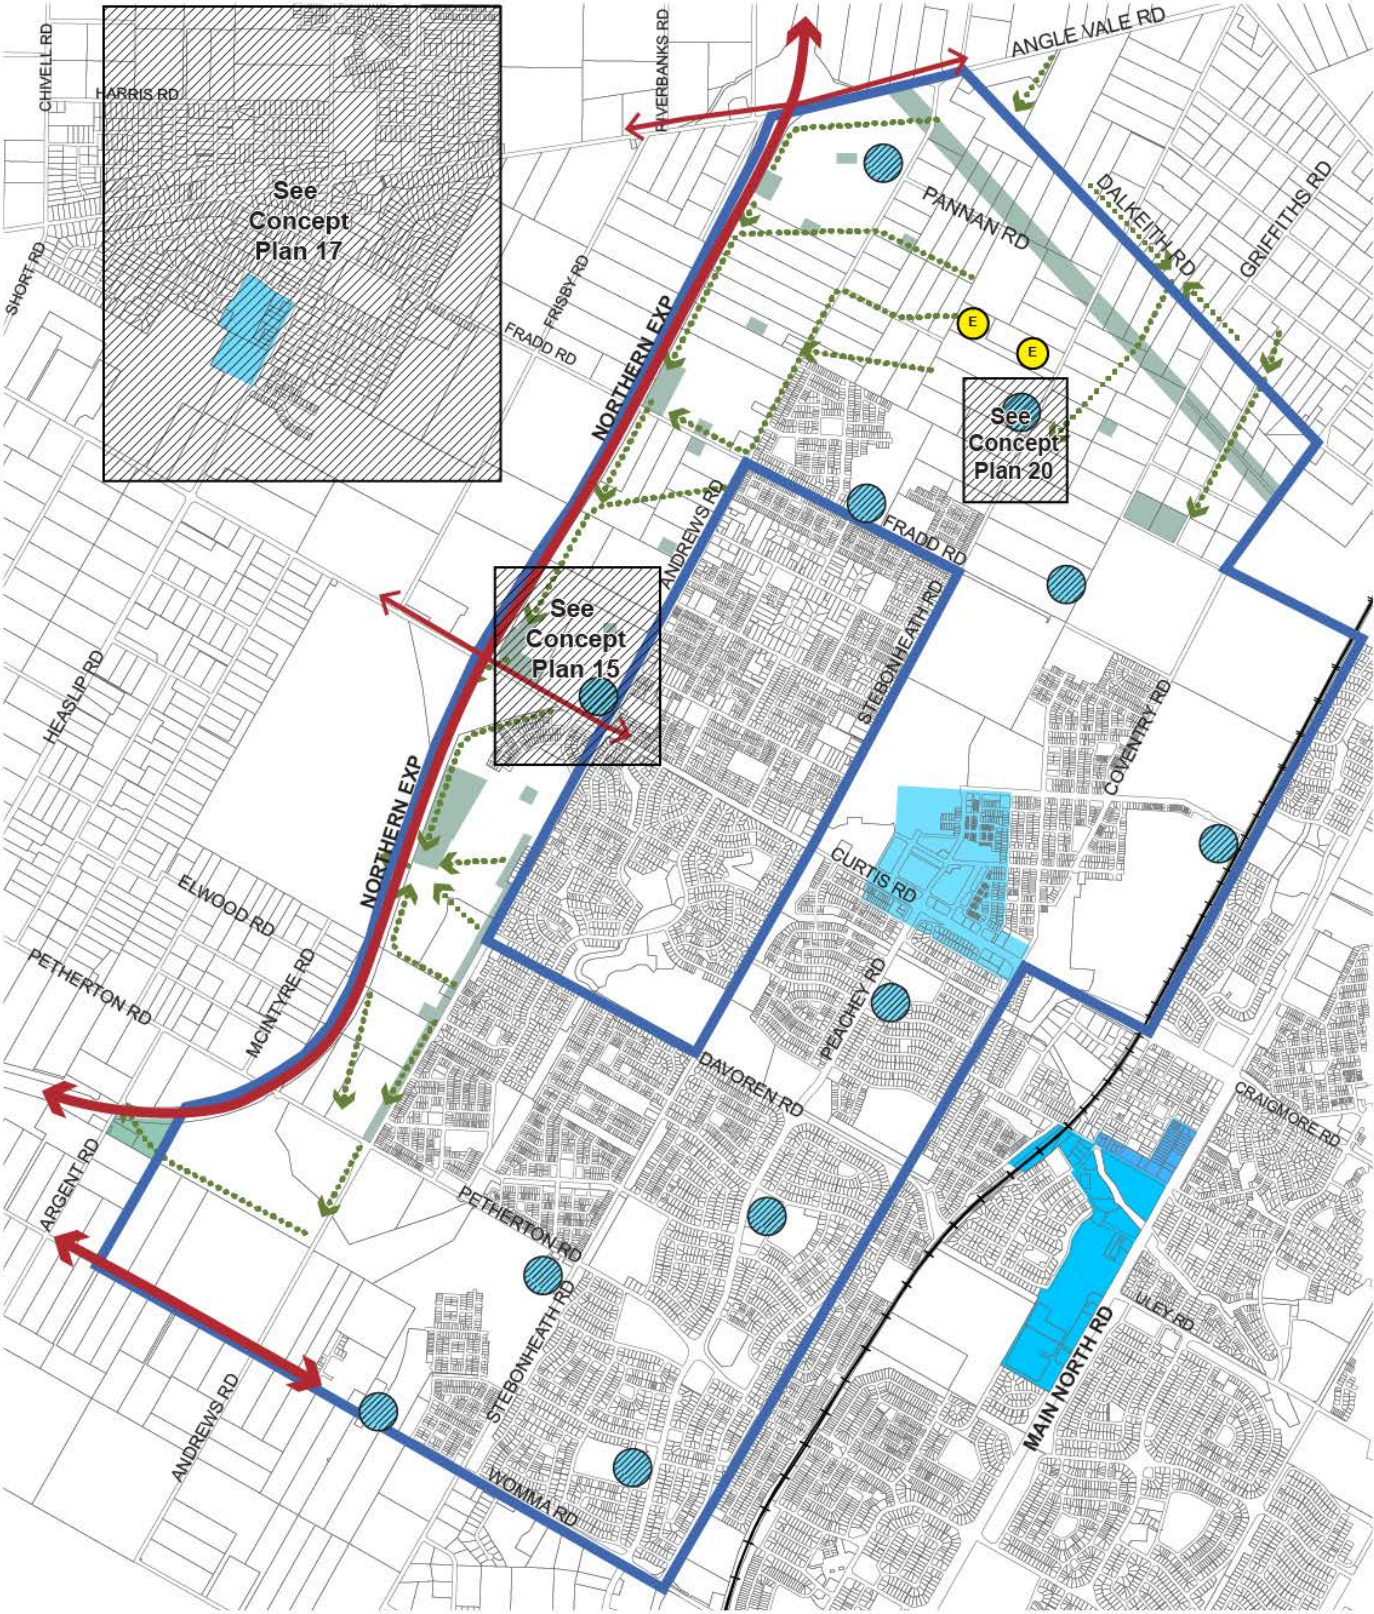 ANGLE VALE RD
CHIVELL RD
RIVERBANKS RD
HARRIS RD
See
Concept
Plan 17
PANNAN RD
DALKEITH RD
GRIFFITHS RD
SHORT RD
FRISBY RD
FRADD RD
NORTHERN EXP
E
E
See
Concept
Plan 20
ANDREWS RD
FRADD RD
See
Concept
Plan 15
STEBONHEATH RD
HEASLIP RD
COVENTRY RD
NORTHERN EXP
CURTIS RD
ELWOOD RD
PETHERTON RD
MCINTYRE RD
PEACHEY RD
DAVOREN RD
CRAIGMORE RD
ARGENT RD
PETHERTON RD
ULEY RD
STEBONHEATH RD
MAIN NORTH RD
ANDREWS RD
WOMMA RD